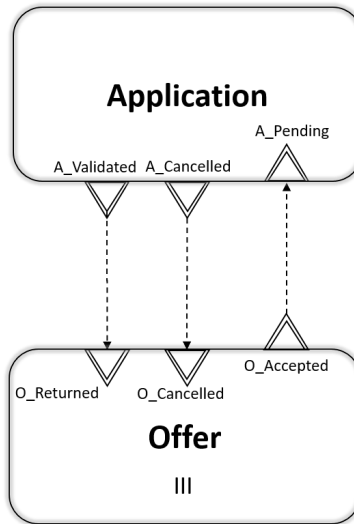 Application
A_Pending
A_Validated A_Cancelled
O_Accepted
O_Returned O_Cancelled
Offer
III